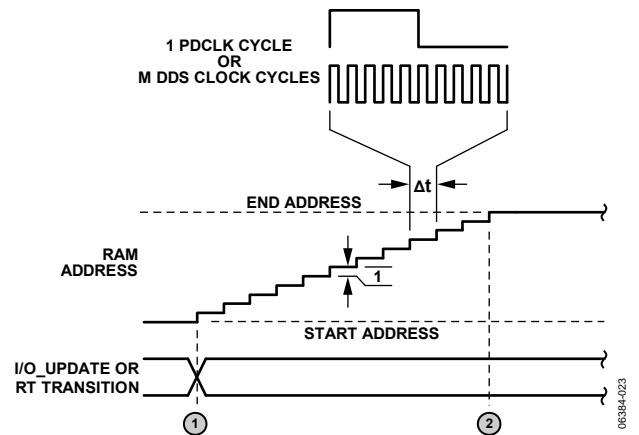 1 PDCLK CYCLE
OR
M DDS CLOCK CYCLES
Δt
END ADDRESS
RAM
ADDRESS
1
START ADDRESS
I/O_UPDATE OR
RT TRANSITION
1
2
06384-023